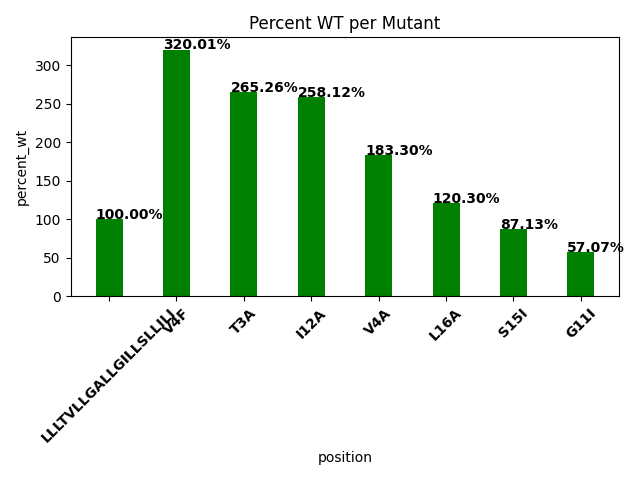 Percent WT per Mutant
320.01%
265.26%
258.12%
183.30%
120.30%
100.00%
87.13%
57.07%
300
250
200
150
100
50
0
percent_wt
LLLTVLLGALLGILLSLLILI
V4F
T3A
I12A
V4A
L16A
S15I
G11I
position